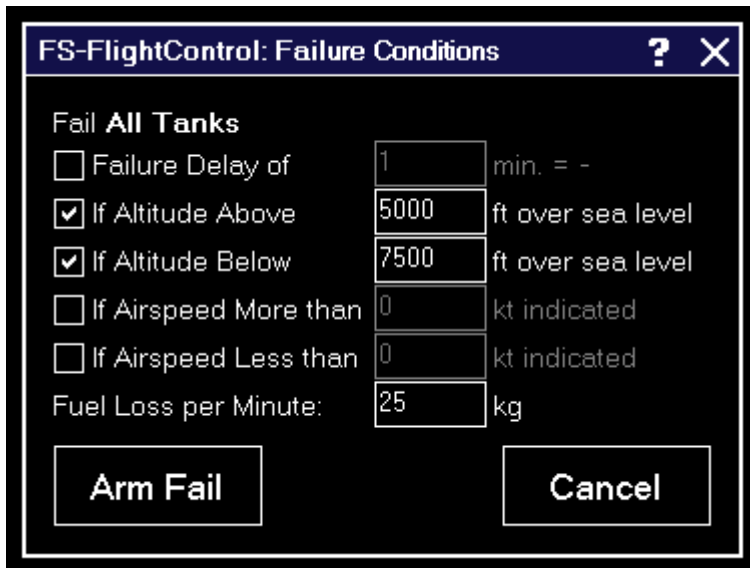 FS-FlightControl: Failure Conditions ? X
Fail All Tanks
Failure Delay of 1 min. = -
If Altitude Above 5000 ft over sea level
If Altitude Below 7500 ft over sea level
If Airspeed More than 0 kt indicated
If Airspeed Less than 0 kt indicated
Fuel Loss per Minute: 25 kg
Arm Fail Cancel